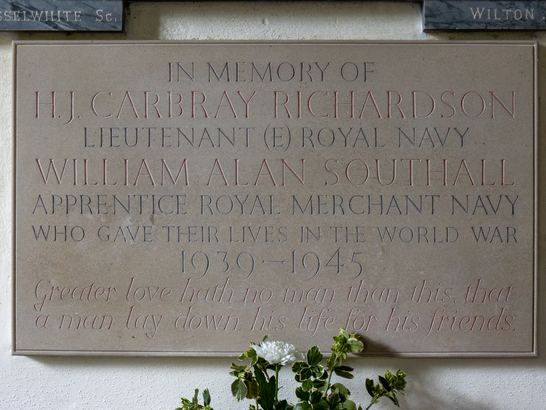 SSELWHITE Sc.
WILTON
IN MEMORY OF
H.J. CARBRAY RICHARDSON
LIEUTENANT (E) ROYAL NAVY
WILLIAM ALAN SOUTHALL
APPRENTICE ROYAL MERCHANT NAVY
WHO GAVE THEIR LIVES IN THE WORLD WAR
1939–1945
Greater love hath no man than this, that
a man lay down his life for his friends.